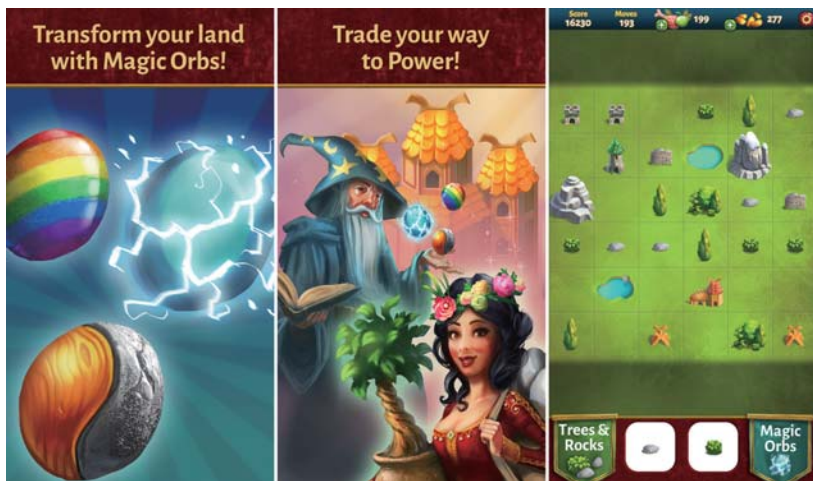 Transform your land
with Magic Orbs!
Trade your way
to Power!
Score
16230
Moves
193
199
277
Trees &
Rocks
Magic
Orbs